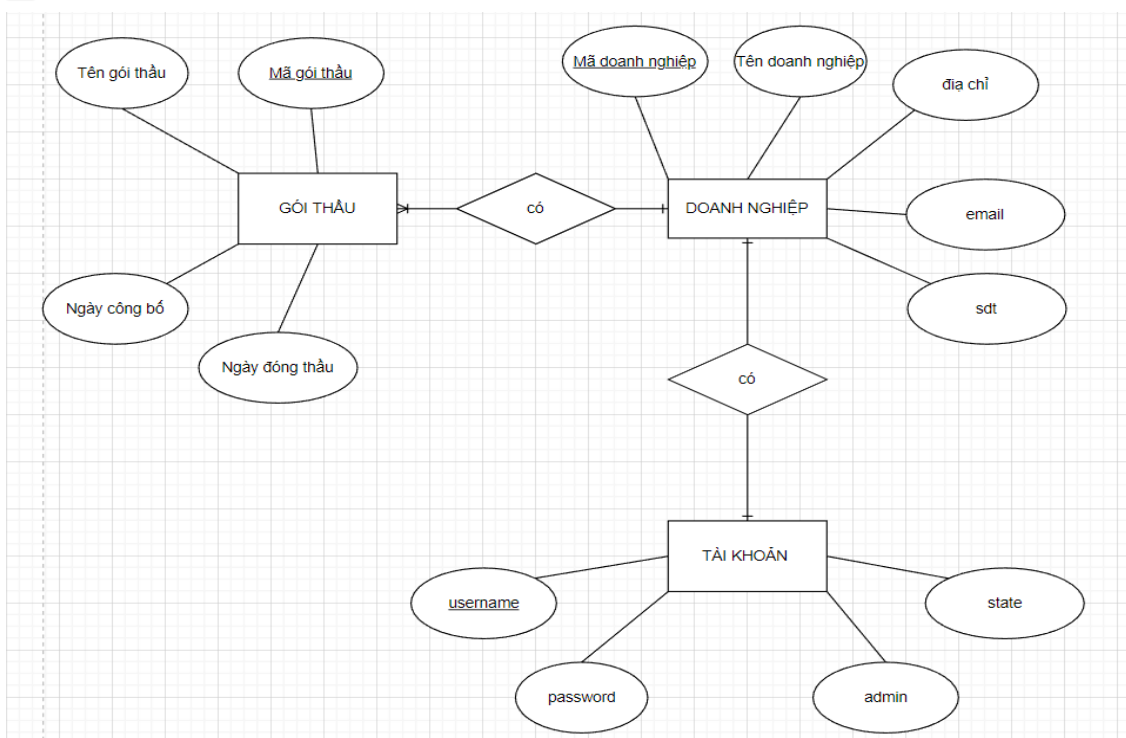 Tên gói thầu
Mã gói thầu
Mã doanh nghiệp
Tên doanh nghiệp
điạ chỉ
GÓI THẦU
có
DOANH NGHIỆP
email
Ngày công bố
sdt
Ngày đóng thầu
có
TÀI KHOẢN
username
state
password
admin